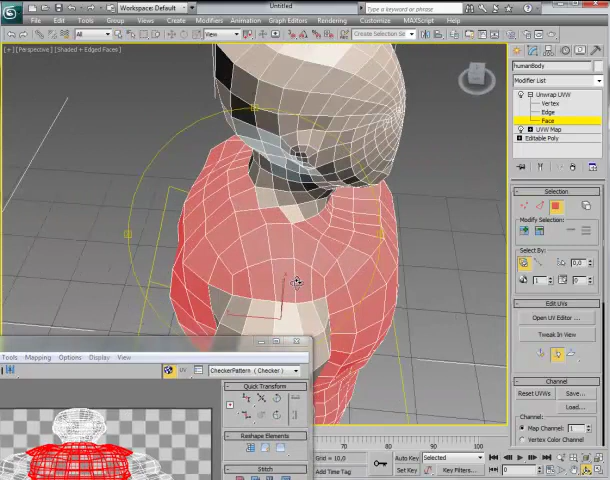 Workspace: Default
Untitled
Type a keyword or phrase
Edit Tools Group Views Create Modifiers Animation Graph Editors Rendering Customize MAXScript Help
All
View
Create Selection Se
[+] [Perspective] [Shaded + Edged Faces]
humanBody
Modifier List
Unwrap UVW
Vertex
Edge
Face
UVW Map
Editable Poly
Selection
Modify Selection:
Select By:
0,0
1
Edit UVs
Open UV Editor ...
Tweak In View
Channel
Reset UVWs Save...
Load...
Channel:
Map Channel: 1
Vertex Color Channel
Tools Mapping Options Display View
UV CheckerPattern ( Checker )
Quick Transform
Reshape Elements
Stitch
70 80 90 100
Grid = 10,0
Add Time Tag
Auto Key Selected
Set Key Key Filters...
0